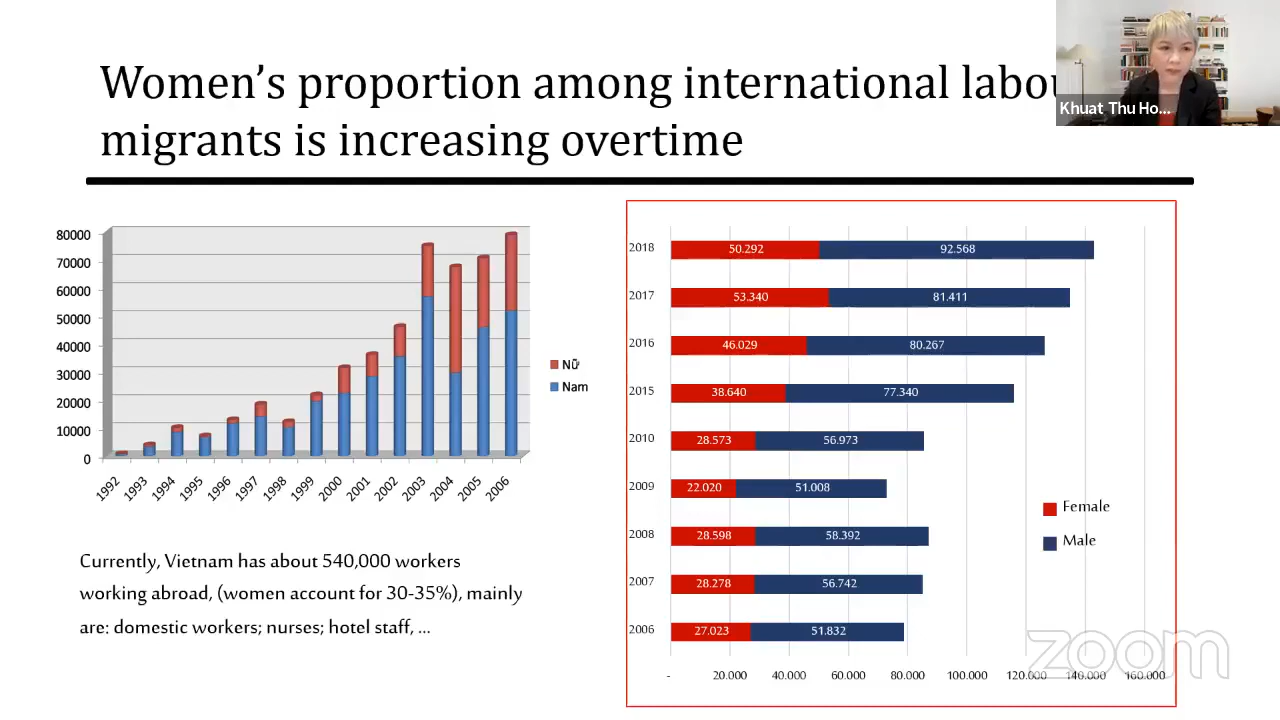 Women's proportion among international labou
migrants is increasing overtime
Khuat Thu Ho...
80000
70000
60000
50000
40000
30000
20000
10000
0
1992
1993
1994
1995
1996
1997
1998
1999
2000
2001
2002
2003
2004
2005
2006
Nữ
Nam
Currently, Vietnam has about 540,000 workers
working abroad, (women account for 30-35%), mainly
are: domestic workers; nurses; hotel staff, ...
2018 50.292 92.568
2017 53.340 81.411
2016 46.029 80.267
2015 38.640 77.340
2010 28.573 56.973
2009 22.020 51.008
2008 28.598 58.392
2007 28.278 56.742
2006 27.023 51.832
Female
Male
- 20.000 40.000 60.000 80.000 100.000 120.000 140.000 160.000
zoom